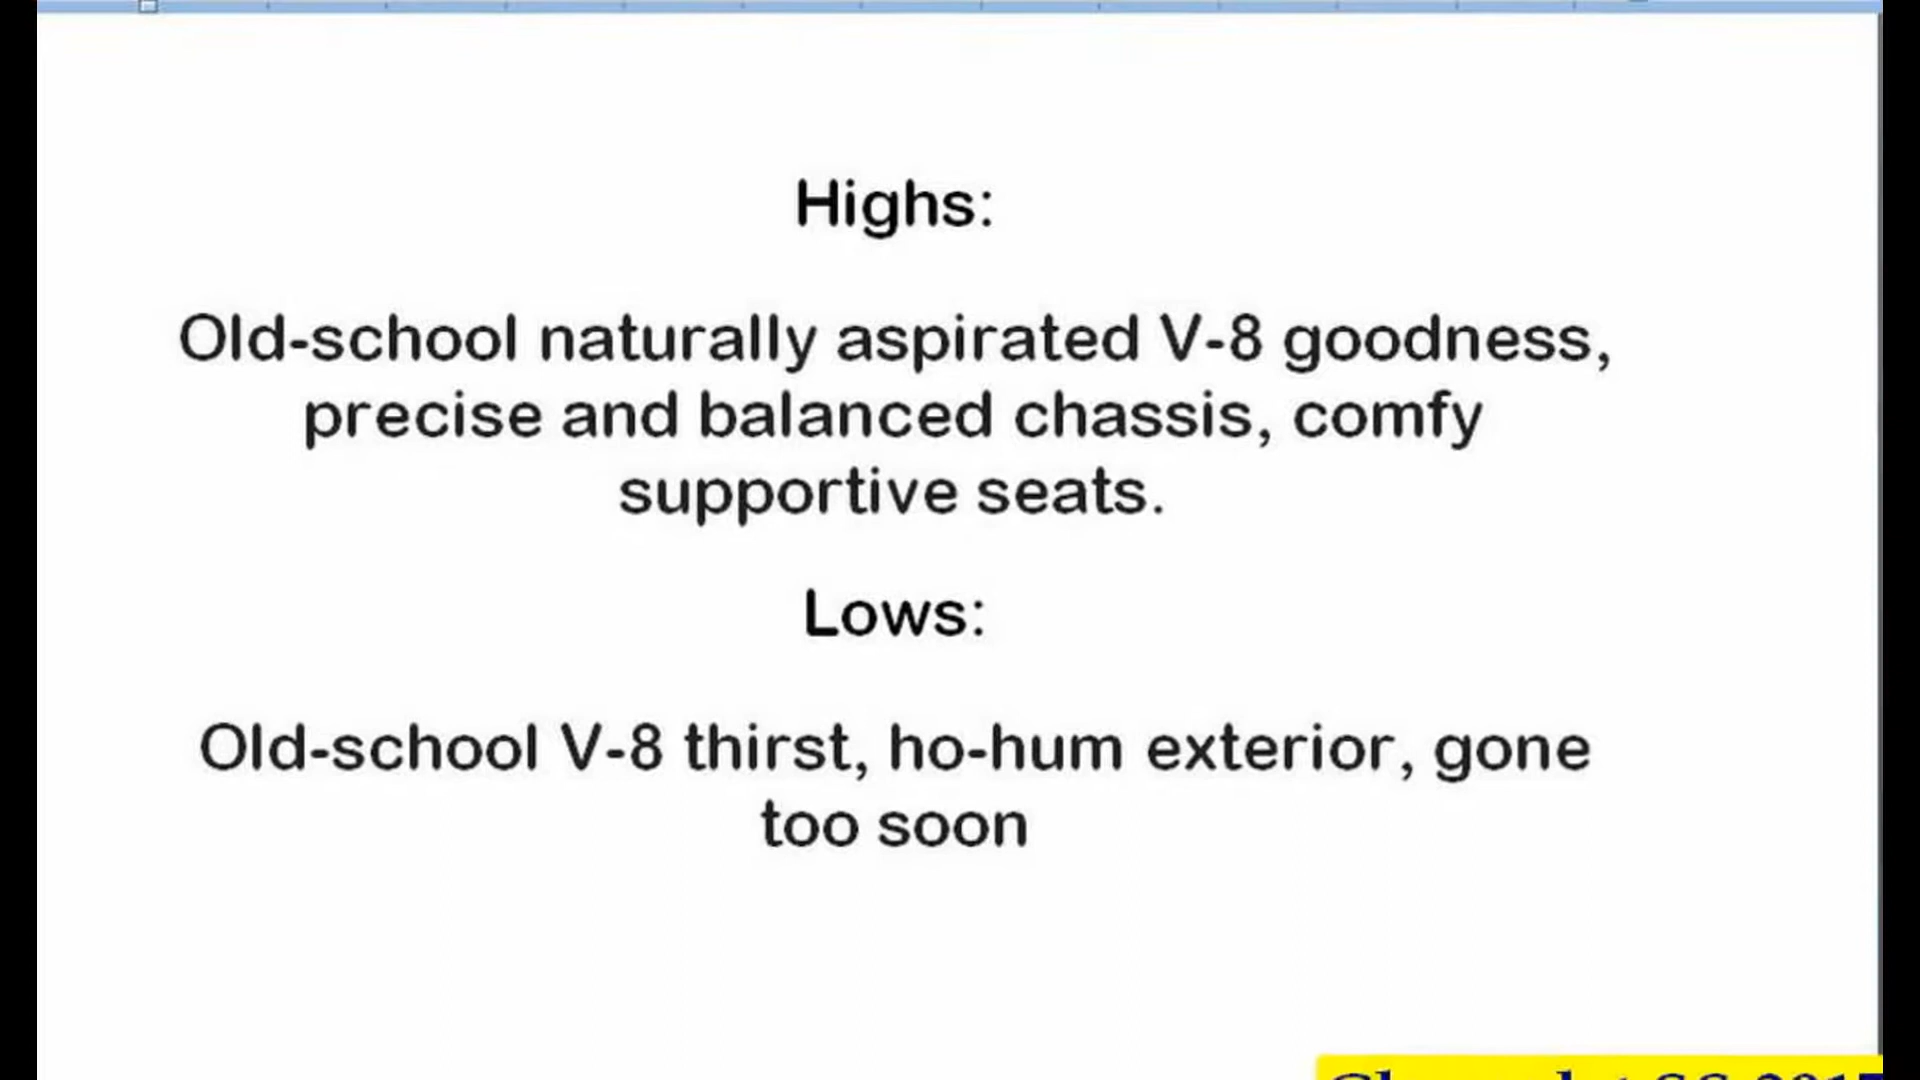 Highs:
Old-school naturally aspirated V-8 goodness,
precise and balanced chassis, comfy
supportive seats.
Lows:
Old-school V-8 thirst, ho-hum exterior, gone
too soon